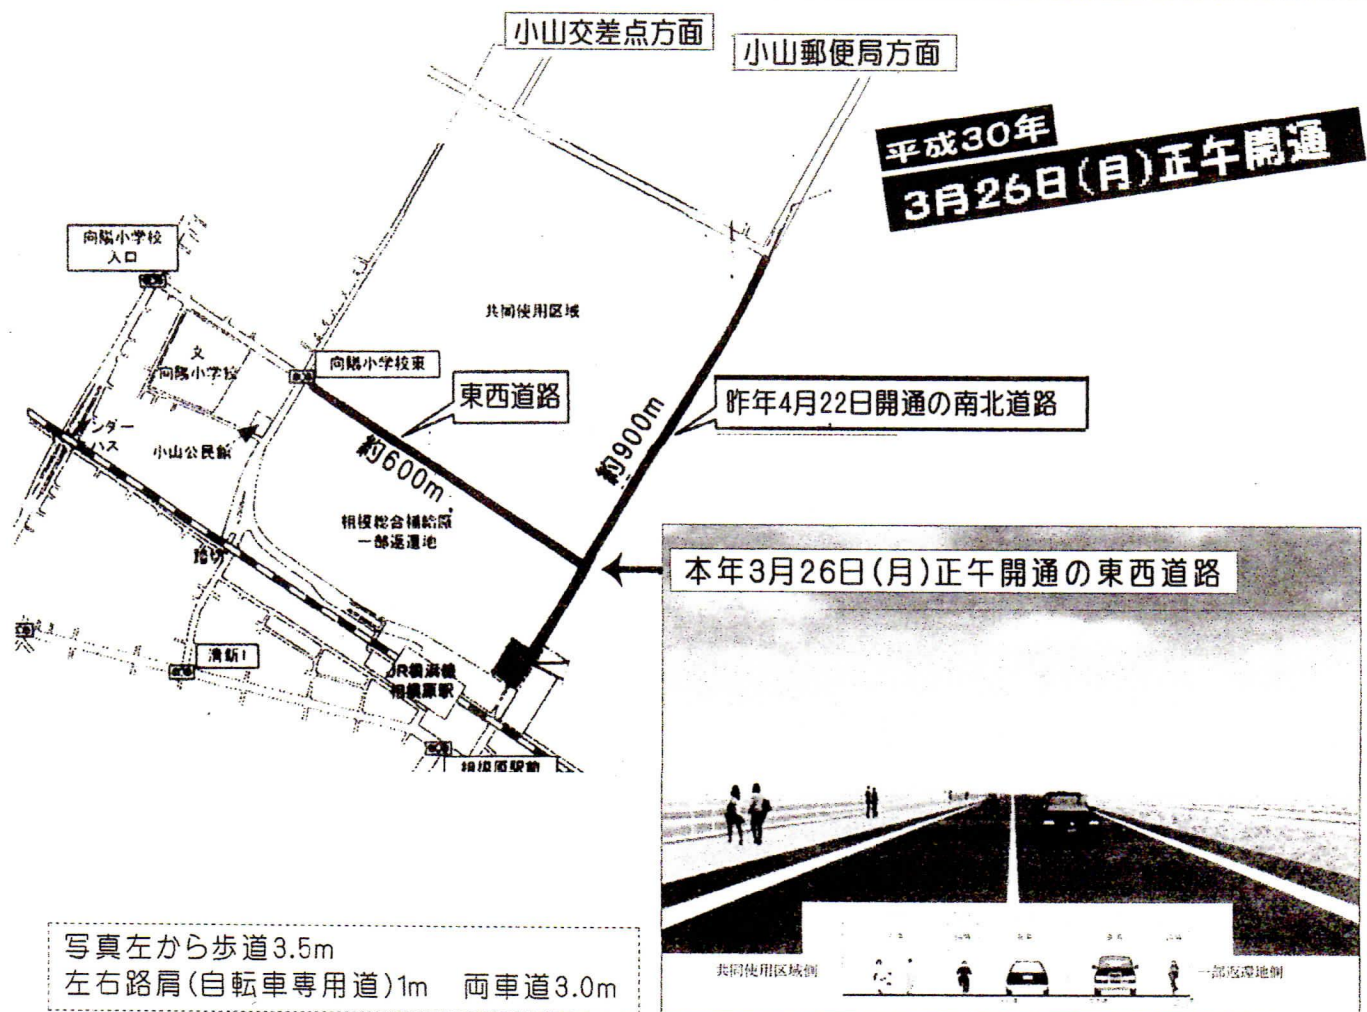 小山交差点方面
小山郵便局方面
平成30年
3月26日(月)正午開通
向陽小学校
入口
共同使用区域
文
向陽小学校
向陽小学校東
東西道路
昨年4月22日開通の南北道路
小山公民館
約600m
約900m
相模総合補給廠
一部返還地
踏切
本年3月26日(月)正午開通の東西道路
清新1
JR横浜線
相模原駅
相模原駅前
共同使用区域側
一部返還地側
写真左から歩道3.5m
左右路肩(自転車専用道)1m 両車道3.0m